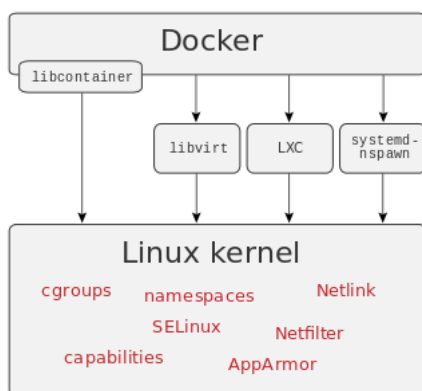 Docker
libcontainer
libvirt
LXC
systemd-
nspawn
Linux kernel
cgroups
namespaces
Netlink
SELinux
Netfilter
capabilities
AppArmor